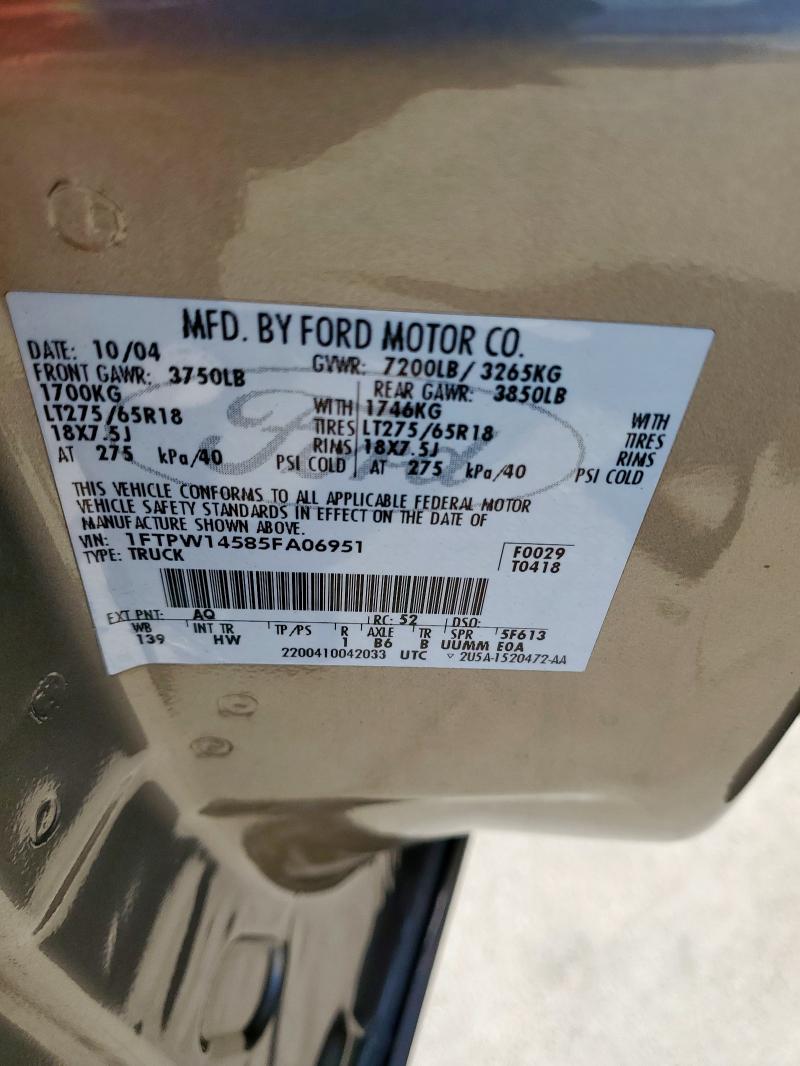 MFD. BY FORD MOTOR CO.
DATE: 10/04 GVWR: 7200LB/ 3265KG
FRONT GAWR: 3750LB REAR GAWR: 3850LB
1700KG WITH 1746KG WITH
LT275/65R18 TIRES LT275/65R18 TIRES
18X7.5J RIMS 18X7.5J RIMS
AT 275 kPa/40 PSI COLD AT 275 kPa/40 PSI COLD
Ford
THIS VEHICLE CONFORMS TO ALL APPLICABLE FEDERAL MOTOR
VEHICLE SAFETY STANDARDS IN EFFECT ON THE DATE OF
MANUFACTURE SHOWN ABOVE.
VIN: 1FTPW14585FA06951
TYPE: TRUCK
F0029
T0418
EXT PNT: AQ RC: 52 DSO:
WB INT TR TP/PS R AXLE TR SPR 5F613
139 HW 1 B6 B UUMM EOA
2200410042033 UTC ▽ 2U5A-1520472-AA